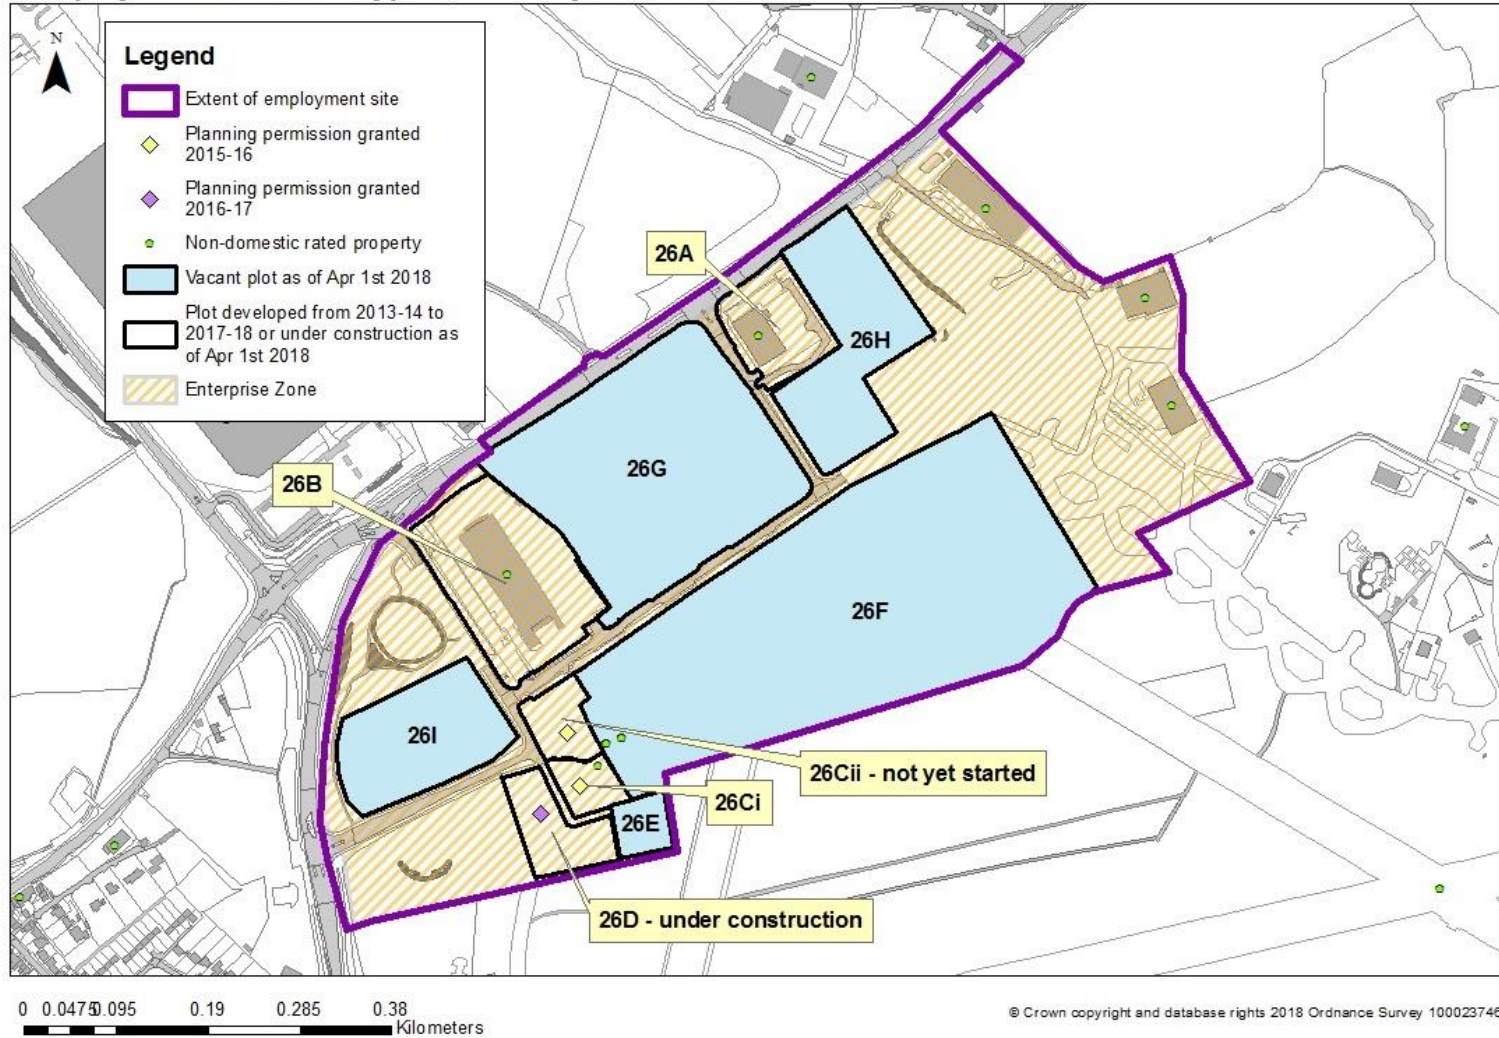 N
Legend
Extent of employment site
Planning permission granted
2015-16
Planning permission granted
2016-17
Non-domestic rated property
Vacant plot as of Apr 1st 2018
Plot developed from 2013-14 to
2017-18 or under construction as
of Apr 1st 2018
Enterprise Zone
26A
26H
26G
26B
26F
26I
26Cii - not yet started
26Ci
26E
26D - under construction
0 0.0475 0.095 0.19 0.285 0.38
Kilometers
© Crown copyright and database rights 2018 Ordnance Survey 100023746